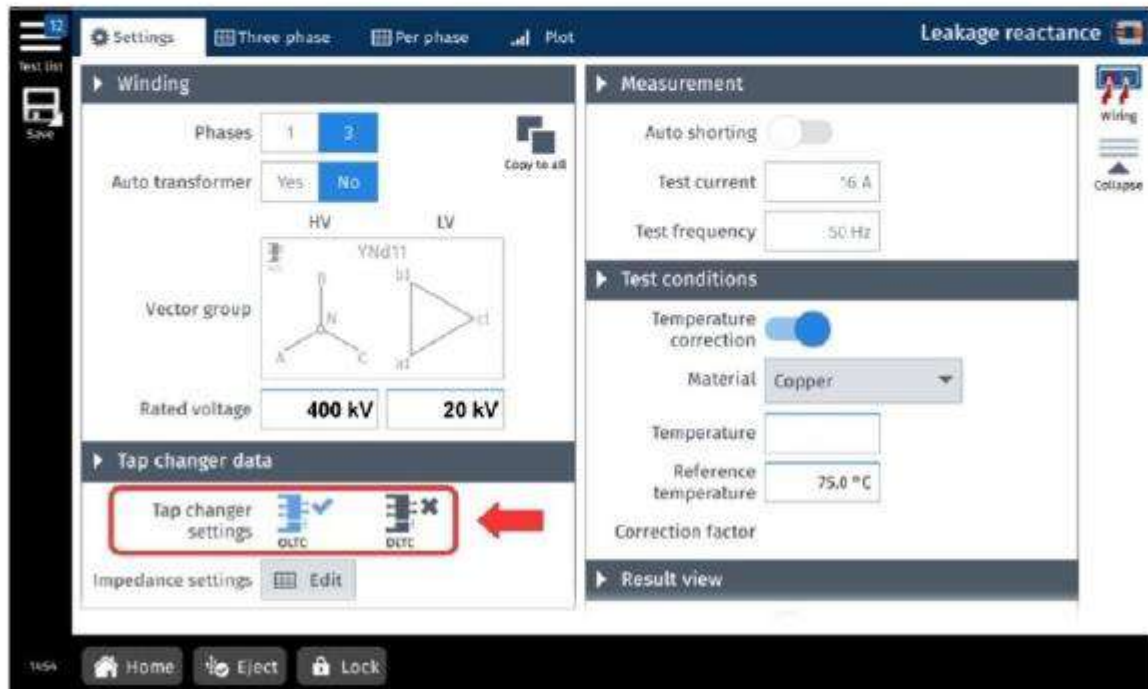 12
Test list
Save
Settings
Three phase
Per phase
Plot
Leakage reactance
Winding
Phases 1 3
Copy to all
Auto transformer Yes No
HV LV
YNd11
Vector group
B
N
A C
b1
c1
a1
Rated voltage 400 kV 20 kV
Tap changer data
Tap changer settings
OLTC
OLTC
Impedance settings Edit
Measurement
Auto shorting
Test current 16 A
Test frequency 50 Hz
Test conditions
Temperature correction
Material Copper
Temperature
Reference temperature 75.0 °C
Correction factor
Result view
Wiring
Collapse
Home
Eject
Lock